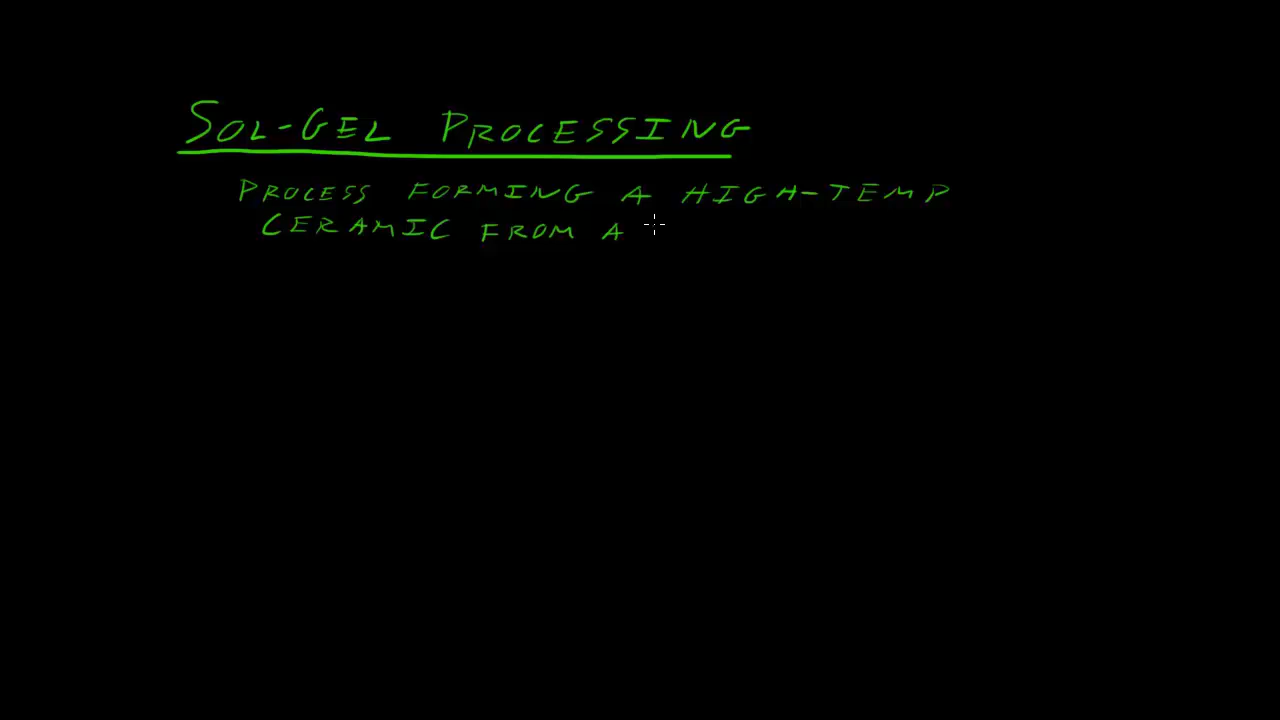 SOL-GEL PROCESSING
PROCESS FORMING A HIGH-TEMP
CERAMIC FROM A